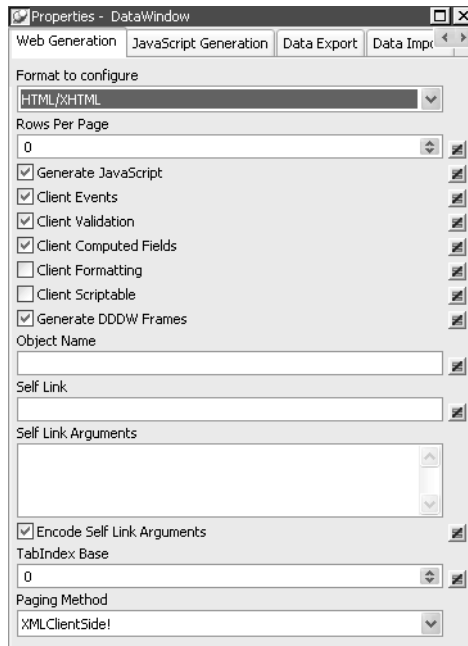 Properties - DataWindow
Web Generation JavaScript Generation Data Export Data
Format to configure
HTML/XHTML
Rows Per Page
0
Generate JavaScript
Client Events
Client Validation
Client Computed Fields
Client Formatting
Client Scriptable
Generate DDDW Frames
Object Name
Self Link
Self Link Arguments
Encode Self Link Arguments
TabIndex Base
0
Paging Method
XMLClientSide!